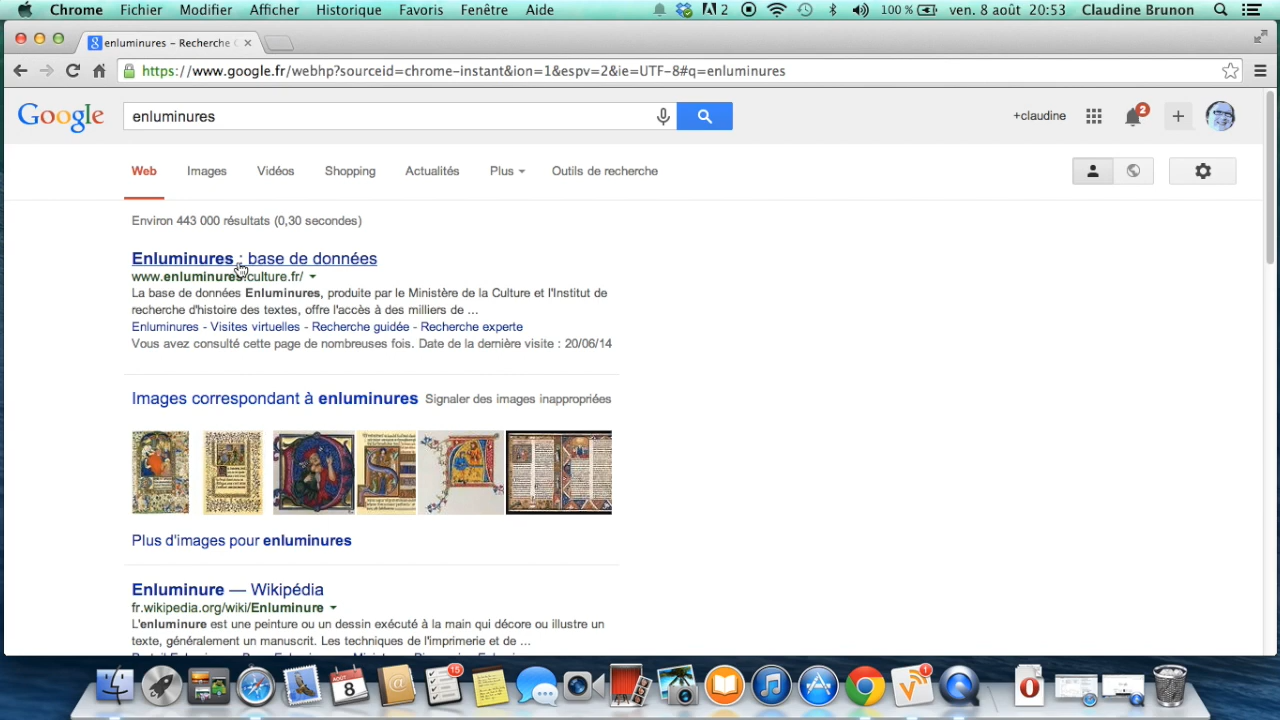 Chrome Fichier Modifier Afficher Historique Favoris Fenêtre Aide 2 100 % ven. 8 août 20:53 Claudine Brunon
enluminures – Recherche
https://www.google.fr/webhp?sourceid=chrome-instant&ion=1&espv=2&ie=UTF-8#q=enluminures
Google enluminures +claudine 2
Web Images Vidéos Shopping Actualités Plus Outils de recherche
Environ 443 000 résultats (0,30 secondes)
Enluminures : base de données
www.enluminures.culture.fr/
La base de données Enluminures, produite par le Ministère de la Culture et l'Institut de
recherche d'histoire des textes, offre l'accès à des milliers de ...
Enluminures - Visites virtuelles - Recherche guidée - Recherche experte
Vous avez consulté cette page de nombreuses fois. Date de la dernière visite : 20/06/14
Images correspondant à enluminures Signaler des images inappropriées
Plus d'images pour enluminures
Enluminure — Wikipédia
fr.wikipedia.org/wiki/Enluminure
L'enluminure est une peinture ou un dessin exécuté à la main qui décore ou illustre un
texte, généralement un manuscrit. Les techniques de l'imprimerie et de ...
AOÛT
8
15
1